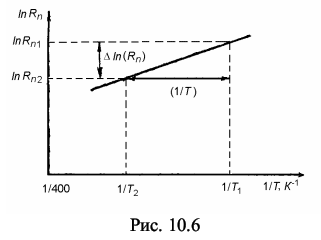 ln Rn
ln Rn1
Δ ln (Rn)
ln Rn2
(1/T)
1/400
1/T2
1/T1
1/T, K⁻¹
Рис. 10.6